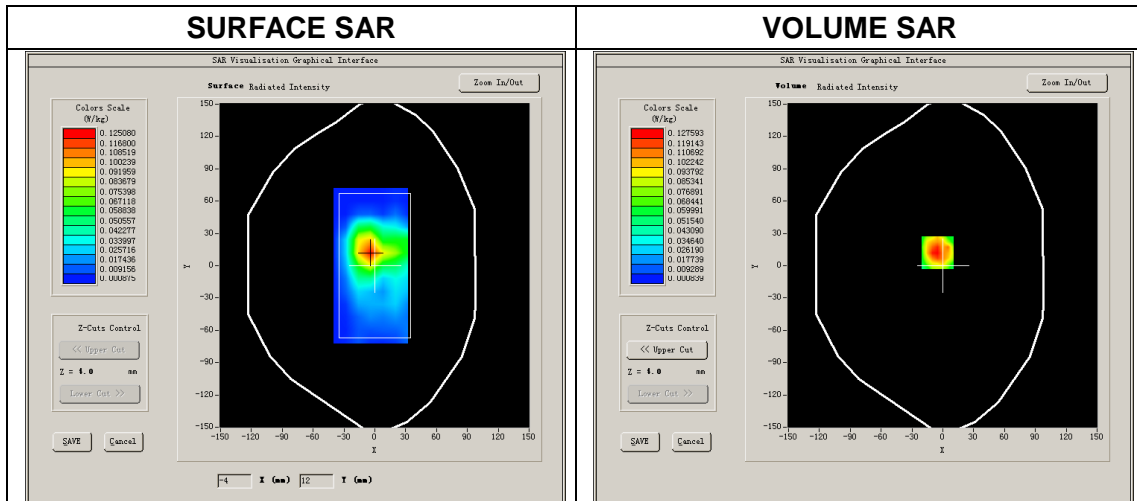 SURFACE SAR
SAR Visualisation Graphical Interface
Surface Radiated Intensity
Zoom In/Out
Colors Scale
(W/kg)
0.125080
0.116800
0.108519
0.100239
0.091959
0.083679
0.075398
0.067118
0.058838
0.050557
0.042277
0.033997
0.025716
0.017436
0.009156
0.000875
150
120
90
60
30
0
-30
-60
-90
-120
-150
Y
-150 -120 -90 -60 -30 0 30 60 90 120 150
X
Z-Cuts Control
<< Upper Cut
Z = 4.0 mm
Lower Cut >>
SAVE Cancel
-4 X (mm) 12 Y (mm)
VOLUME SAR
SAR Visualisation Graphical Interface
Volume Radiated Intensity
Zoom In/Out
Colors Scale
(W/kg)
0.127593
0.119143
0.110692
0.102242
0.093792
0.085341
0.076891
0.068441
0.059991
0.051540
0.043090
0.034640
0.026190
0.017739
0.009289
0.000839
150
120
90
60
30
0
-30
-60
-90
-120
-150
Y
-150 -120 -90 -60 -30 0 30 60 90 120 150
X
Z-Cuts Control
<< Upper Cut
Z = 4.0 mm
Lower Cut >>
SAVE Cancel